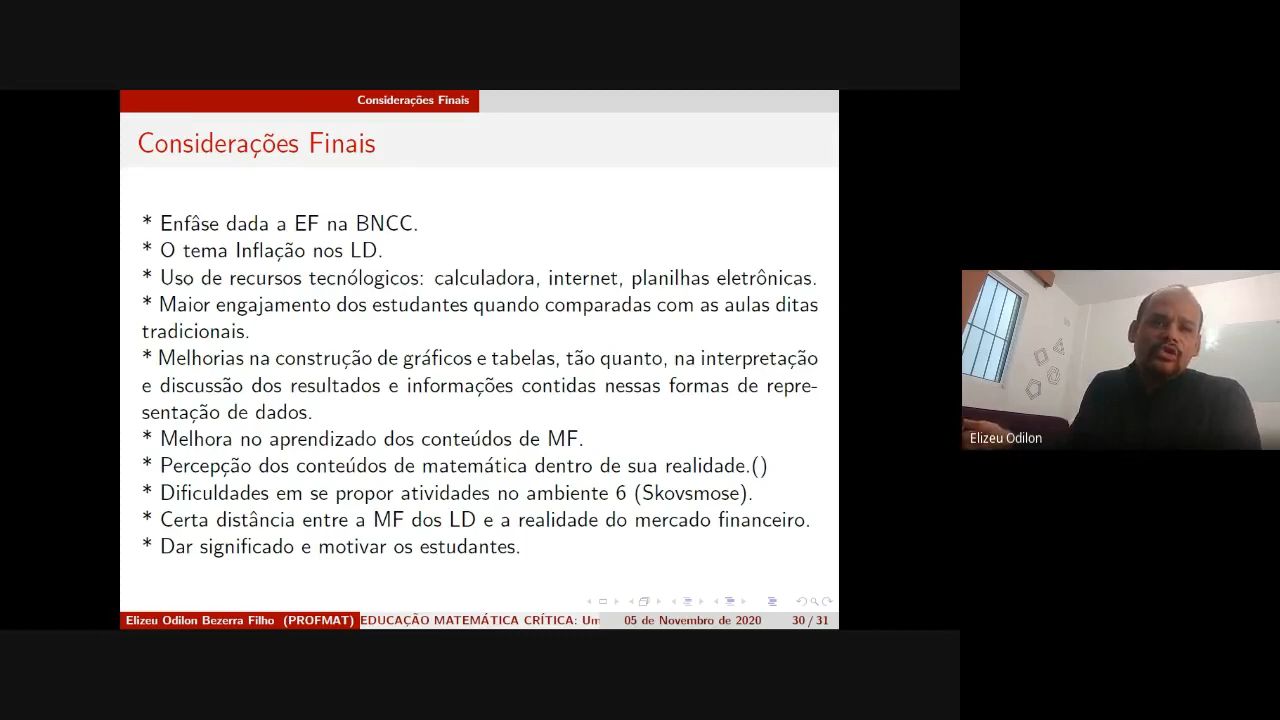 Considerações Finais
Considerações Finais
* Enfâse dada a EF na BNCC.
* O tema Inflação nos LD.
* Uso de recursos tecnólogicos: calculadora, internet, planilhas eletrônicas.
* Maior engajamento dos estudantes quando comparadas com as aulas ditas
tradicionais.
* Melhorias na construção de gráficos e tabelas, tão quanto, na interpretação
e discussão dos resultados e informações contidas nessas formas de repre-
sentação de dados.
* Melhora no aprendizado dos conteúdos de MF.
* Percepção dos conteúdos de matemática dentro de sua realidade.()
* Dificuldades em se propor atividades no ambiente 6 (Skovsmose).
* Certa distância entre a MF dos LD e a realidade do mercado financeiro.
* Dar significado e motivar os estudantes.
Elizeu Odilon Bezerra Filho (PROFMAT) EDUCAÇÃO MATEMÁTICA CRÍTICA: Um 05 de Novembro de 2020 30 / 31
Elizeu Odilon